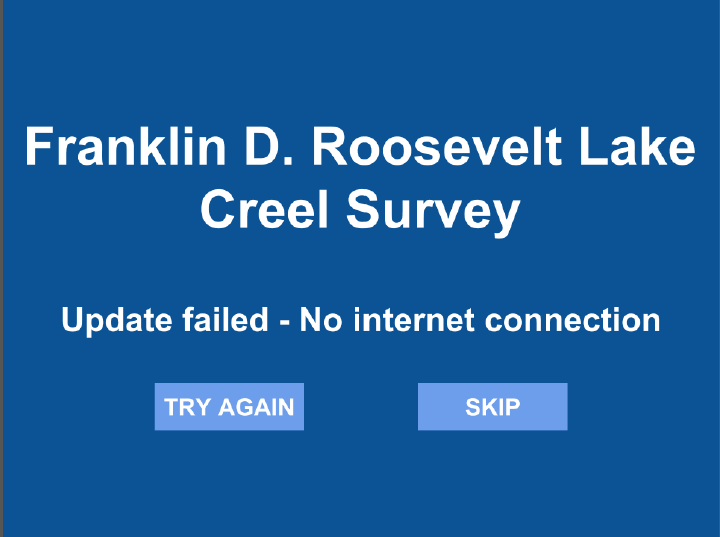 Franklin D. Roosevelt Lake
Creel Survey
Update failed - No internet connection
TRY AGAIN
SKIP